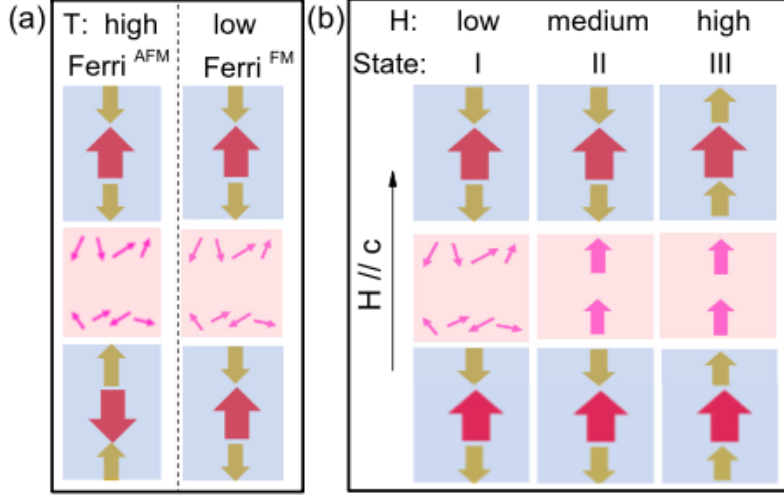 (a) T: high low
Ferri AFM Ferri FM
(b) H: low medium high
State: I II III
H // c